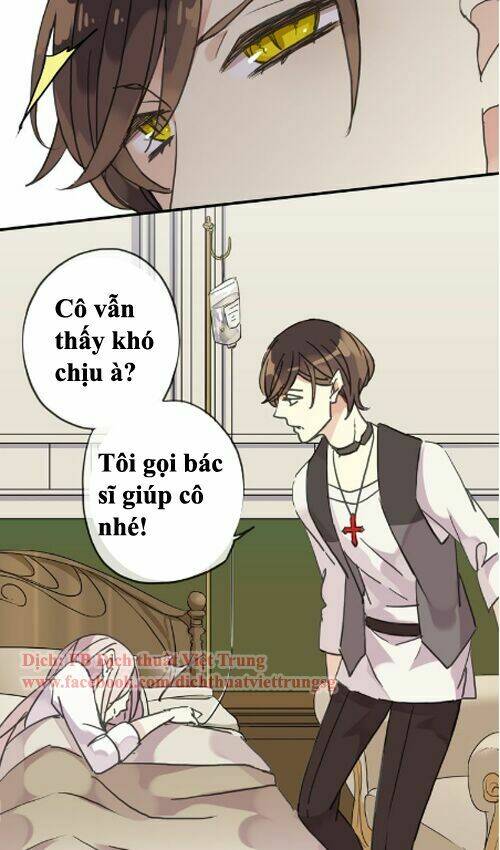 Cô vẫn
thấy khó
chịu à?
Tôi gọi bác
sĩ giúp cô
nhé!
Dịch: FB Dịch thuật Việt Trung
www.facebook.com/dichthuatviettrungsg